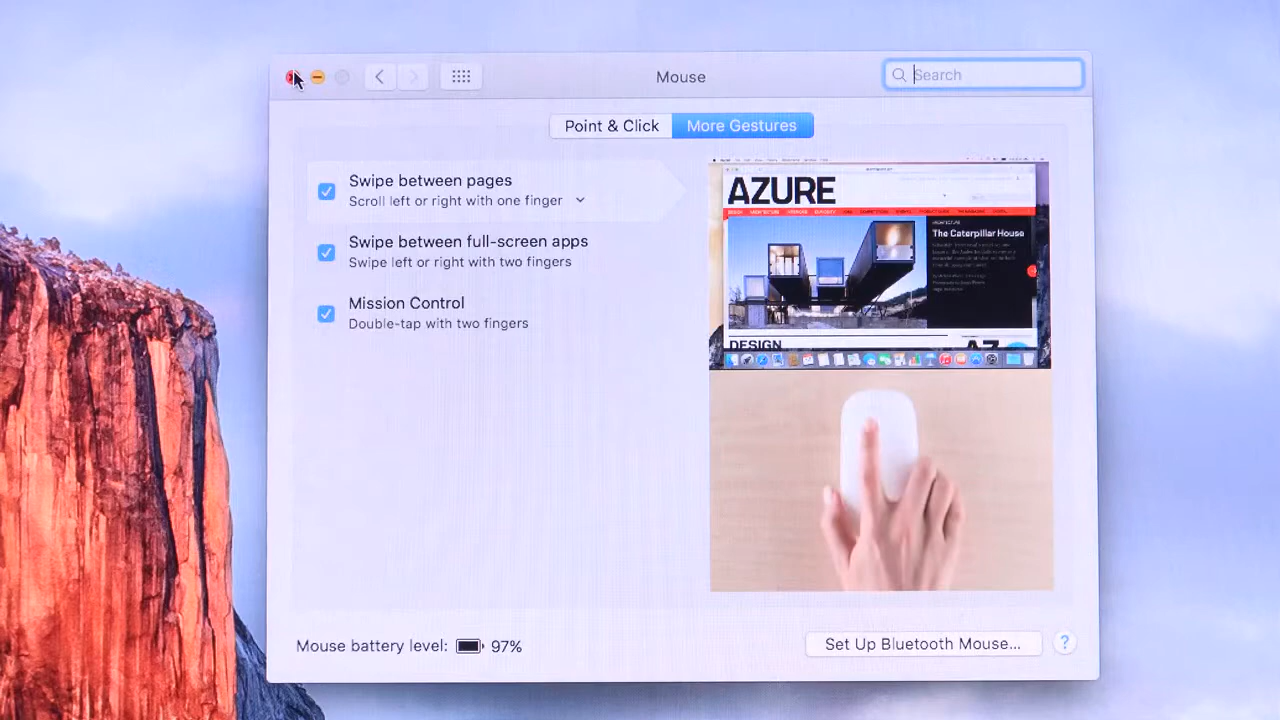 Mouse
Search
Point & Click
More Gestures
Swipe between pages
Scroll left or right with one finger
Swipe between full-screen apps
Swipe left or right with two fingers
Mission Control
Double-tap with two fingers
AZURE
The Caterpillar House
DESIGN
AZ
Mouse battery level: 97%
Set Up Bluetooth Mouse...
?